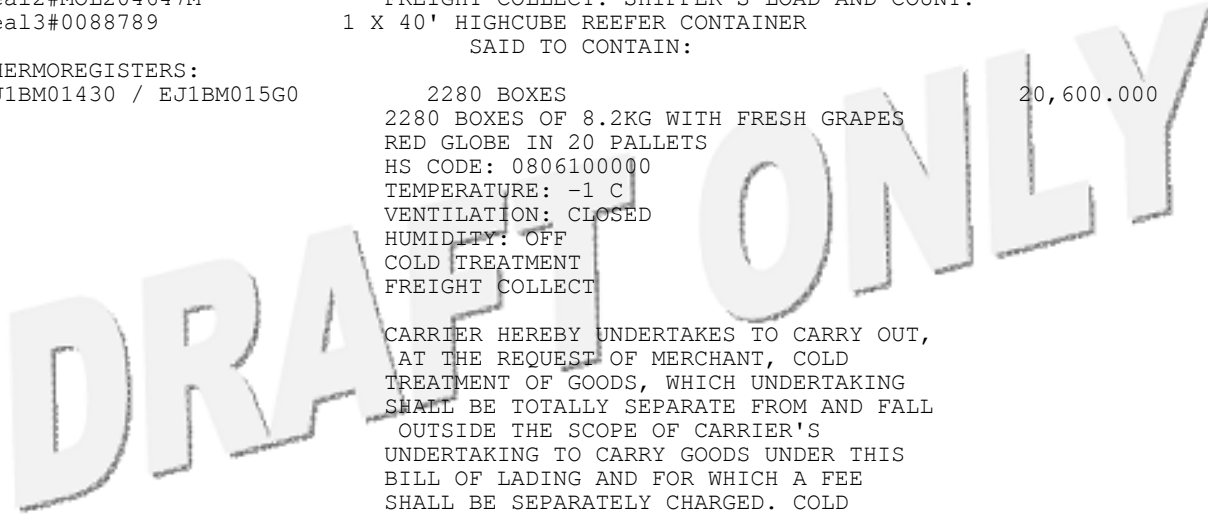 FREIGHT COLLECT. SHIPPER'S LOAD AND COUNT.
eal3#0088789 1 X 40' HIGHCUBE REEFER CONTAINER
SAID TO CONTAIN:
HERMOREGISTERS:
J1BM01430 / EJ1BM015G0 2280 BOXES 20,600.000
2280 BOXES OF 8.2KG WITH FRESH GRAPES
RED GLOBE IN 20 PALLETS
HS CODE: 0806100000
TEMPERATURE: -1 C
VENTILATION: CLOSED
HUMIDITY: OFF
COLD TREATMENT
FREIGHT COLLECT
CARRIER HEREBY UNDERTAKES TO CARRY OUT,
AT THE REQUEST OF MERCHANT, COLD
TREATMENT OF GOODS, WHICH UNDERTAKING
SHALL BE TOTALLY SEPARATE FROM AND FALL
OUTSIDE THE SCOPE OF CARRIER'S
UNDERTAKING TO CARRY GOODS UNDER THIS
BILL OF LADING AND FOR WHICH A FEE
SHALL BE SEPARATELY CHARGED. COLD
DRAFT ONLY